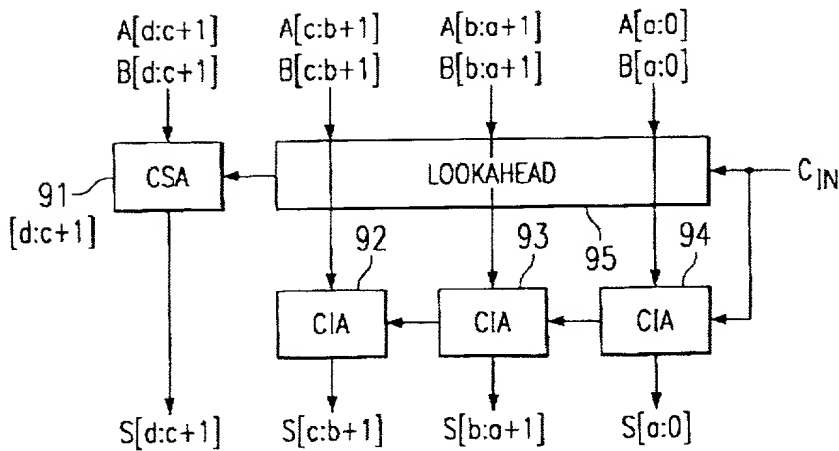 A[d:c+1] A[c:b+1] A[b:a+1] A[a:0]
B[d:c+1] B[c:b+1] B[b:a+1] B[a:0]
CSA LOOKAHEAD C_IN
91
[d:c+1]
92 93 95 94
CIA CIA CIA
S[d:c+1] S[c:b+1] S[b:a+1] S[a:0]